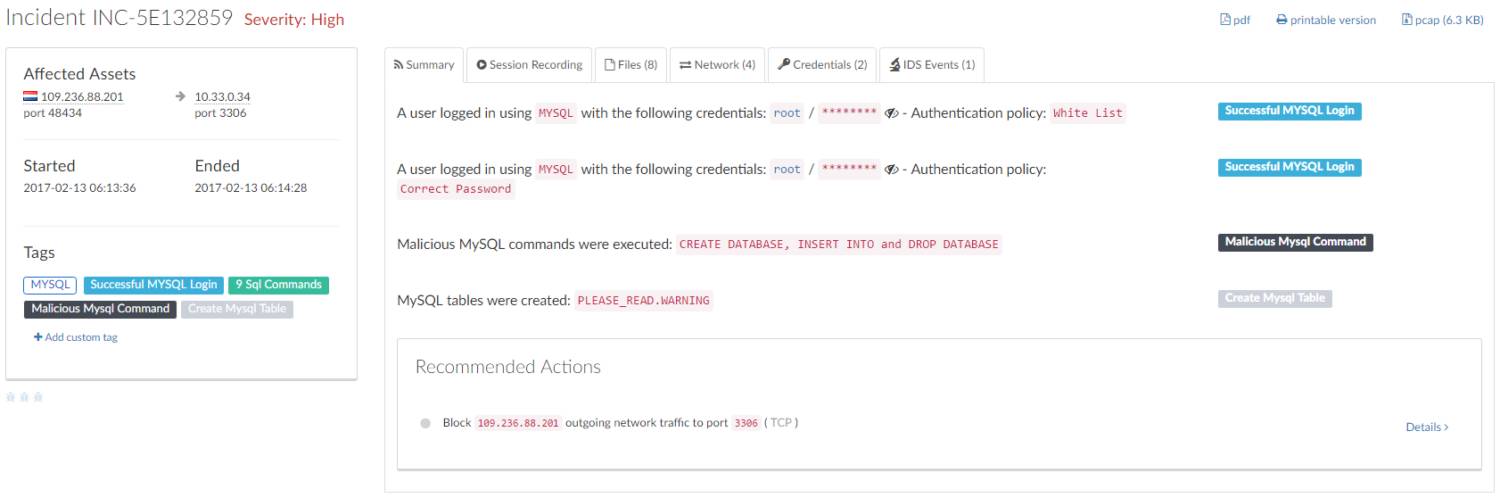 Incident INC-5E132859 Severity: High
pdf printable version pcap (6.3 KB)
Affected Assets
109.236.88.201 10.33.0.34
port 48434 port 3306
Started Ended
2017-02-13 06:13:36 2017-02-13 06:14:28
Tags
MYSQL Successful MYSQL Login 9 Sql Commands
Malicious Mysql Command Create Mysql Table
+ Add custom tag
Summary Session Recording Files (8) Network (4) Credentials (2) IDS Events (1)
A user logged in using MYSQL with the following credentials: root / ******** - Authentication policy: White List Successful MYSQL Login
A user logged in using MYSQL with the following credentials: root / ******** - Authentication policy: Successful MYSQL Login
Correct Password
Malicious MySQL commands were executed: CREATE DATABASE, INSERT INTO and DROP DATABASE Malicious Mysql Command
MySQL tables were created: PLEASE_READ.WARNING Create Mysql Table
Recommended Actions
Block 109.236.88.201 outgoing network traffic to port 3306 ( TCP )
Details >